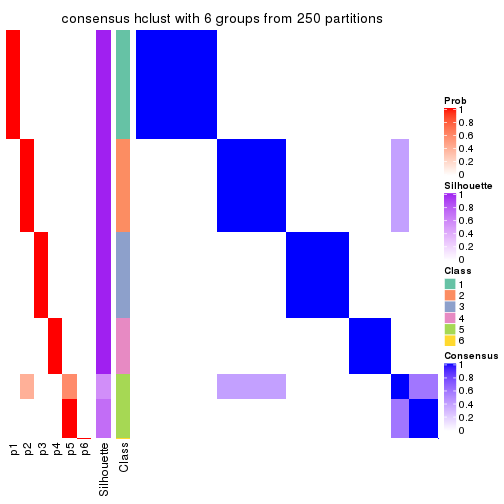 consensus hclust with 6 groups from 250 partitions
Prob
1
0.8
0.6
0.4
0.2
0
Silhouette
1
0.8
0.6
0.4
0.2
0
Class
1
2
3
4
5
6
Consensus
1
0.8
0.6
0.4
0.2
0
p1
p2
p3
p4
p5
p6
Silhouette
Class